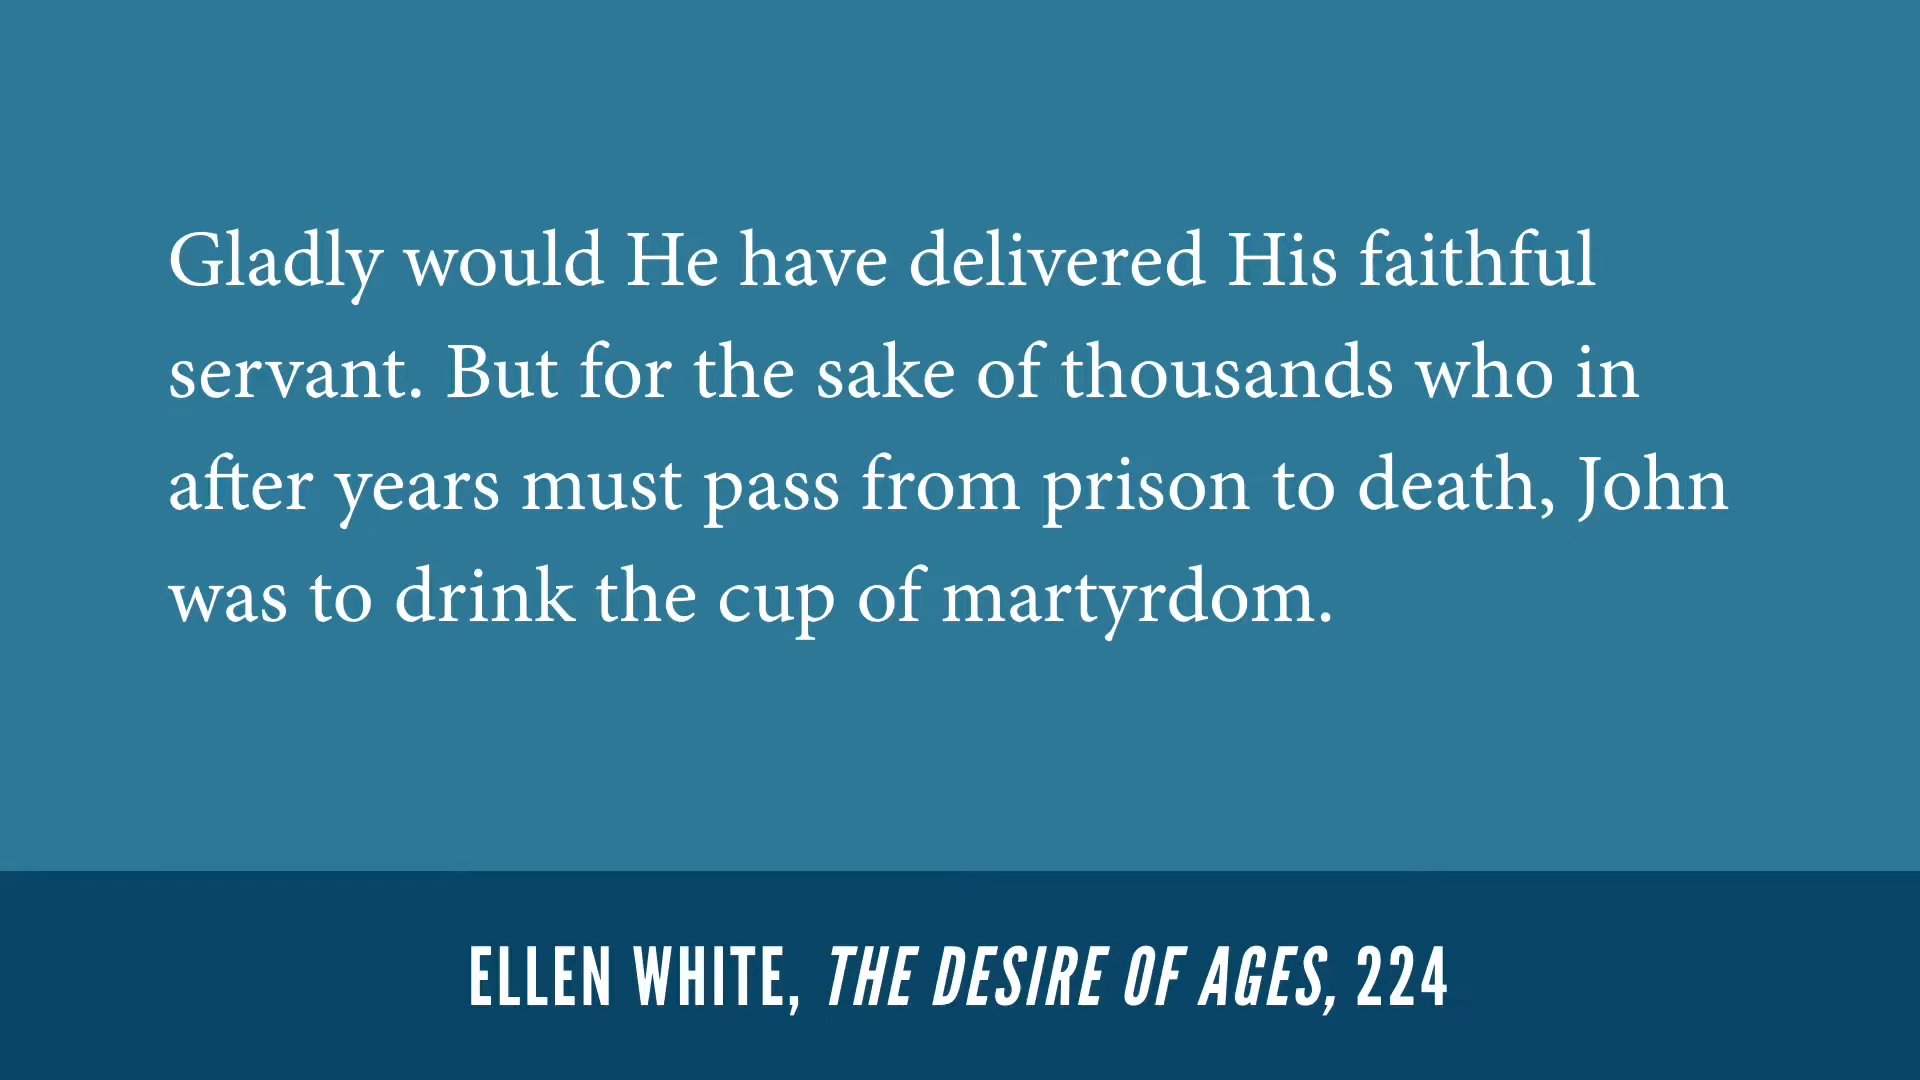 Gladly would He have delivered His faithful
servant. But for the sake of thousands who in
after years must pass from prison to death, John
was to drink the cup of martyrdom.
ELLEN WHITE, THE DESIRE OF AGES, 224